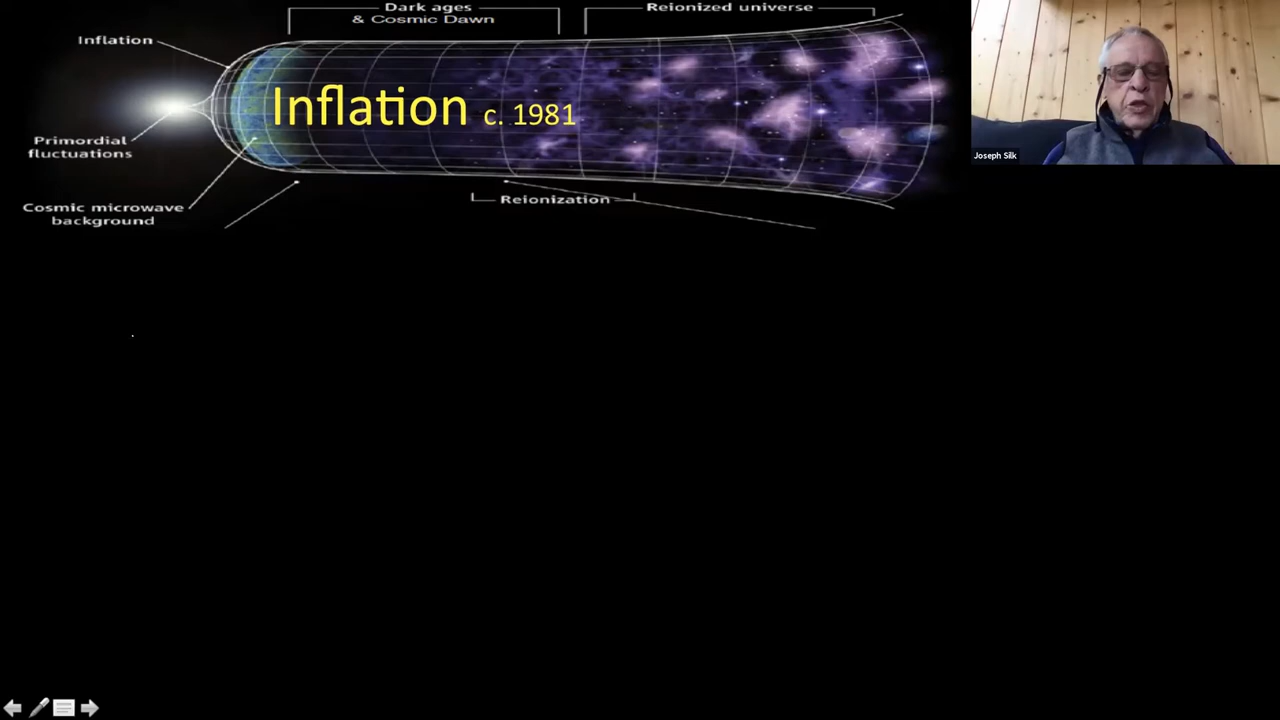 Dark ages
& Cosmic Dawn
Reionized universe
Inflation
Inflation c. 1981
Primordial
fluctuations
Cosmic microwave
background
Reionization
Joseph Silk